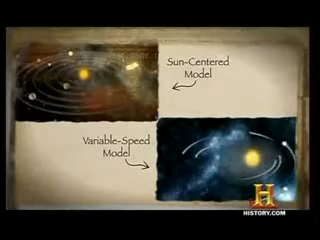 Sun-Centered
Model
Variable-Speed
Model
H
HISTORY.COM